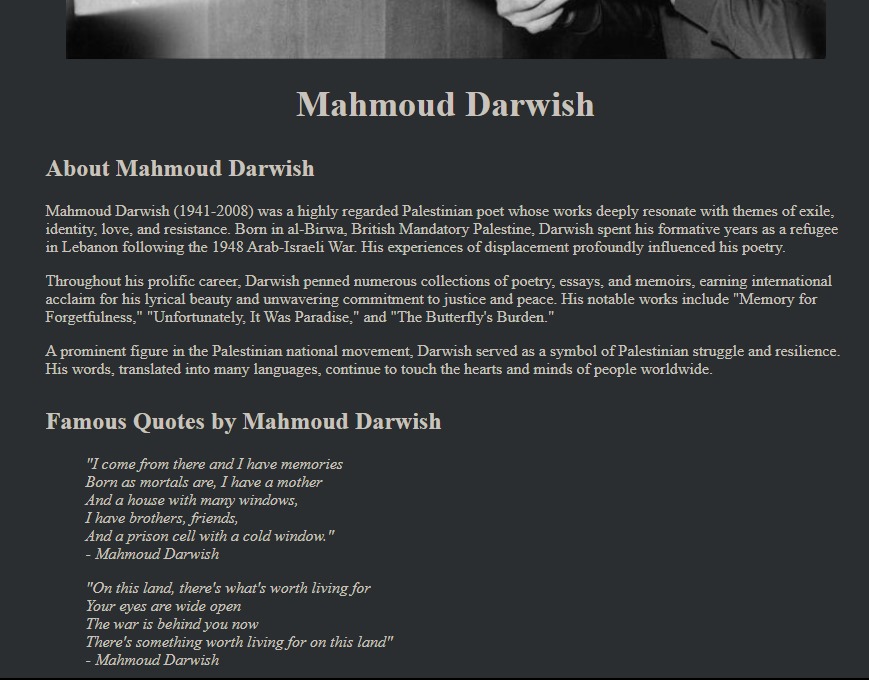 Mahmoud Darwish
About Mahmoud Darwish
Mahmoud Darwish (1941-2008) was a highly regarded Palestinian poet whose works deeply resonate with themes of exile,
identity, love, and resistance. Born in al-Birwa, British Mandatory Palestine, Darwish spent his formative years as a refugee
in Lebanon following the 1948 Arab-Israeli War. His experiences of displacement profoundly influenced his poetry.
Throughout his prolific career, Darwish penned numerous collections of poetry, essays, and memoirs, earning international
acclaim for his lyrical beauty and unwavering commitment to justice and peace. His notable works include "Memory for
Forgetfulness," "Unfortunately, It Was Paradise," and "The Butterfly's Burden."
A prominent figure in the Palestinian national movement, Darwish served as a symbol of Palestinian struggle and resilience.
His words, translated into many languages, continue to touch the hearts and minds of people worldwide.
Famous Quotes by Mahmoud Darwish
"I come from there and I have memories
Born as mortals are, I have a mother
And a house with many windows,
I have brothers, friends,
And a prison cell with a cold window."
- Mahmoud Darwish
"On this land, there's what's worth living for
Your eyes are wide open
The war is behind you now
There's something worth living for on this land"
- Mahmoud Darwish